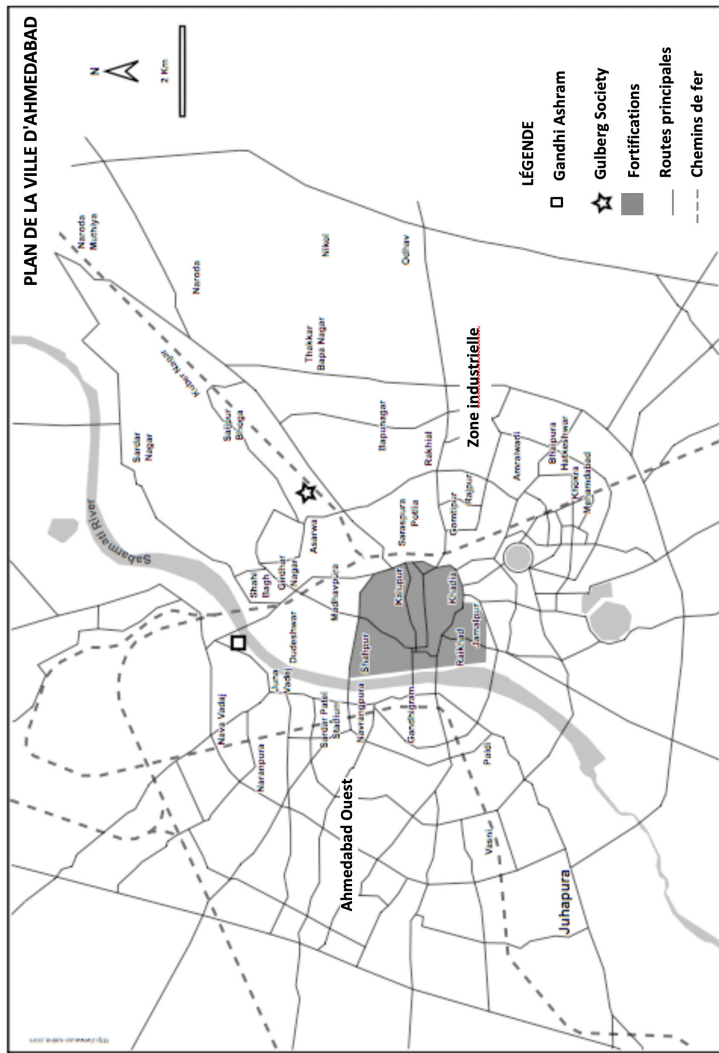 PLAN DE LA VILLE D'AHMEDABAD
N
2 Km
Naroda
Muthiya
Naroda
Nikol
Odhav
Kuber Nagar
Thakkar
Bapa Nagar
Sardar
Nagar
Saijpur
Bhoga
Bapunagar
Rakhial
Zone industrielle
Sabarmati River
Asarwa
Saraspura
Potlia
Gomtipur
Rajpur
Amraiwadi
Bhaipura
Hatkeshwar
Khokra
Mehamdabad
Shahi
Bagh
Girdhar
Nagar
Madhavpura
Kalupur
Khadia
Dudeshwar
Shahpur
Raikhad
Jamalpur
Juna
Vadaj
Nava Vadaj
Sardar Patel
Stadium
Navrangpura
Gandhigram
Naranpura
Paldi
Ahmedabad Ouest
Vasni
Juhapura
LÉGENDE
Gandhi Ashram
Gulberg Society
Fortifications
Routes principales
Chemins de fer